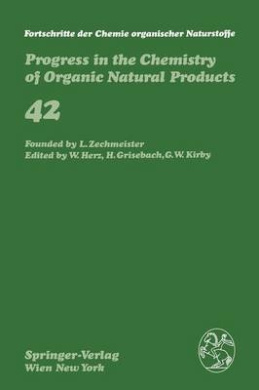 Fortschritte der Chemie organischer Naturstoffe
Progress in the Chemistry
of Organic Natural Products
42
Founded by L. Zechmeister
Edited by W. Herz, H. Grisebach, G. W. Kirby
Springer-Verlag
Wien New York